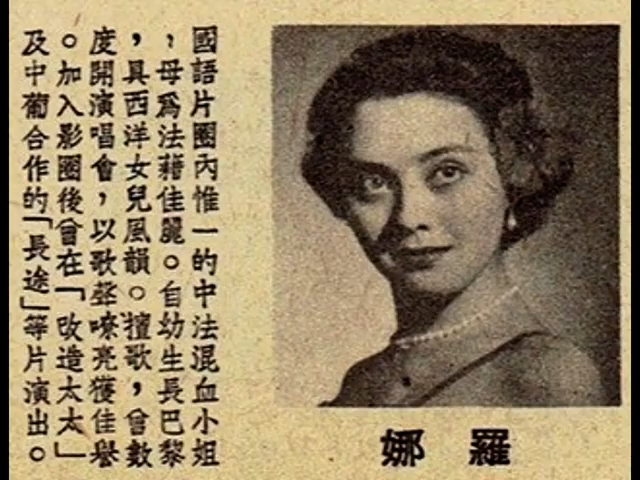 國語片圈內惟一的中法混血小姐
，母爲法藉佳麗。自幼生長巴黎
，具西洋女兒風韻。擅歌，曾數
度開演唱會，以歌聲嘹亮獲佳譽
。加入影圈後曾在「改造太太」
及中葡合作的「長途」等片演出。
羅娜